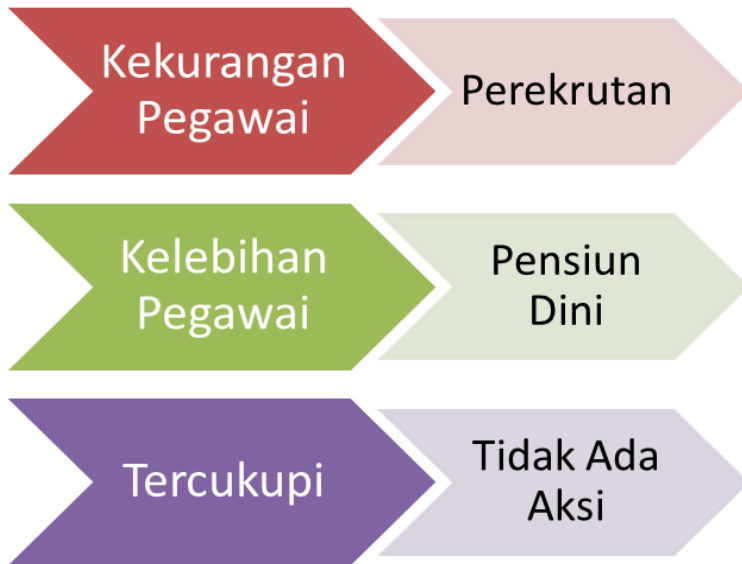 Kekurangan
Pegawai
Perekrutan
Kelebihan
Pegawai
Pensiun
Dini
Tercukupi
Tidak Ada
Aksi